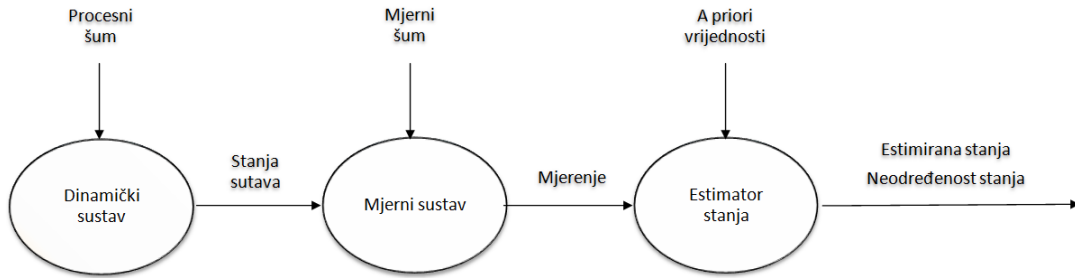 Procesni
šum
Mjerni
šum
A priori
vrijednosti
Dinamički
sustav
Stanja
sutava
Mjerni sustav
Mjerenje
Estimator
stanja
Estimirana stanja
Neodređenost stanja